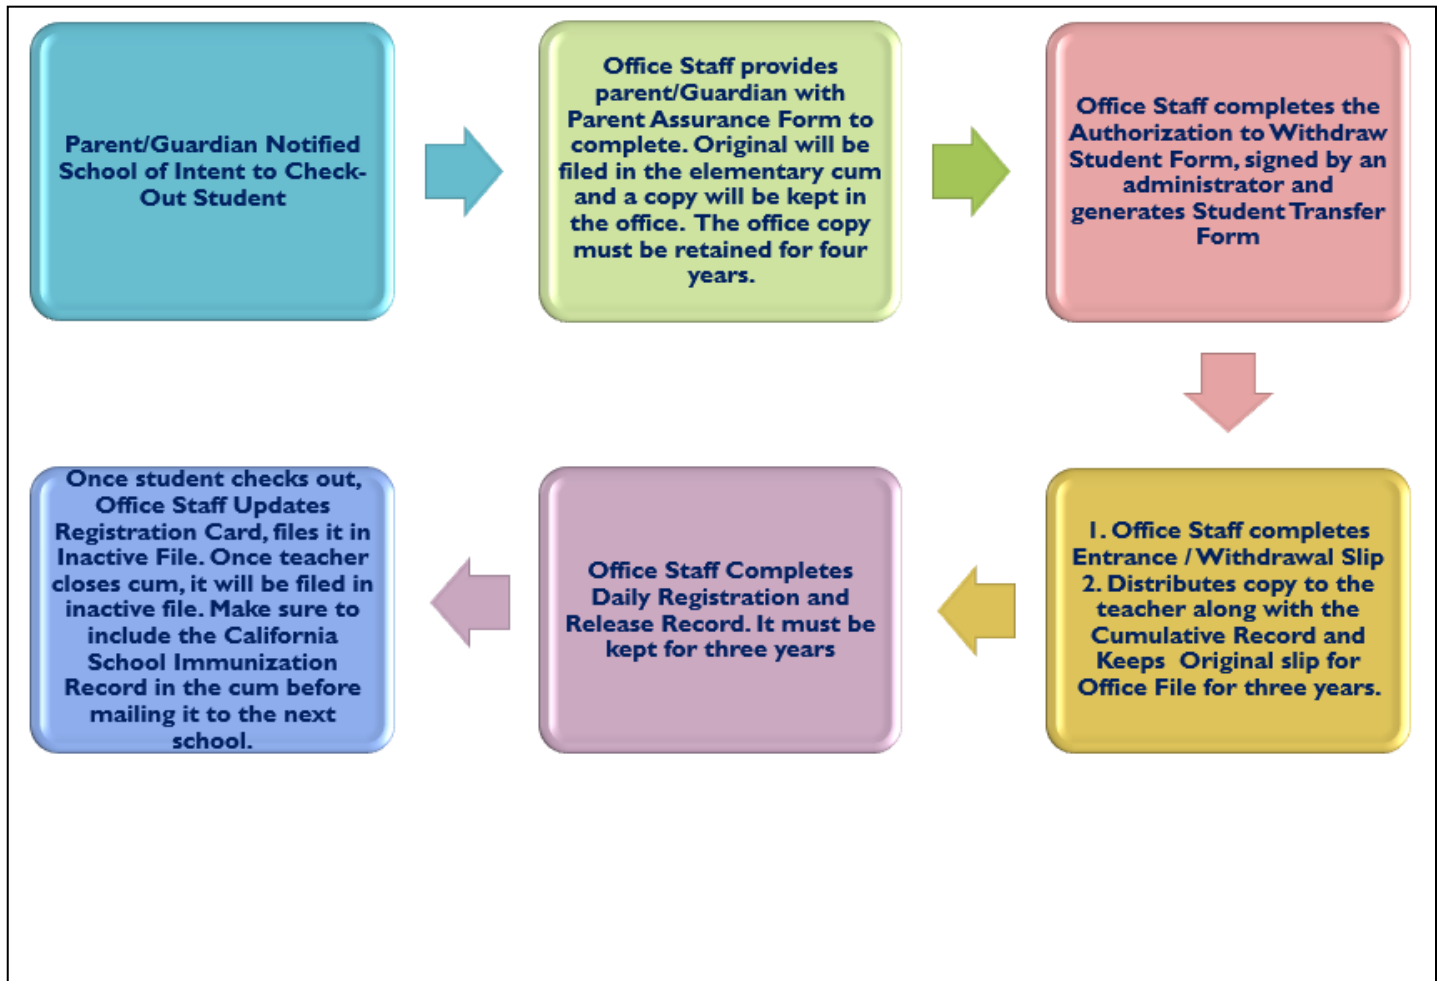 Parent/Guardian Notified
School of Intent to Check-
Out Student
Office Staff provides
parent/Guardian with
Parent Assurance Form to
complete. Original will be
filed in the elementary cum
and a copy will be kept in
the office. The office copy
must be retained for four
years.
Office Staff completes the
Authorization to Withdraw
Student Form, signed by an
administrator and
generates Student Transfer
Form
1. Office Staff completes
Entrance / Withdrawal Slip
2. Distributes copy to the
teacher along with the
Cumulative Record and
Keeps Original slip for
Office File for three years.
Office Staff Completes
Daily Registration and
Release Record. It must be
kept for three years
Once student checks out,
Office Staff Updates
Registration Card, files it in
Inactive File. Once teacher
closes cum, it will be filed in
inactive file. Make sure to
include the California
School Immunization
Record in the cum before
mailing it to the next
school.